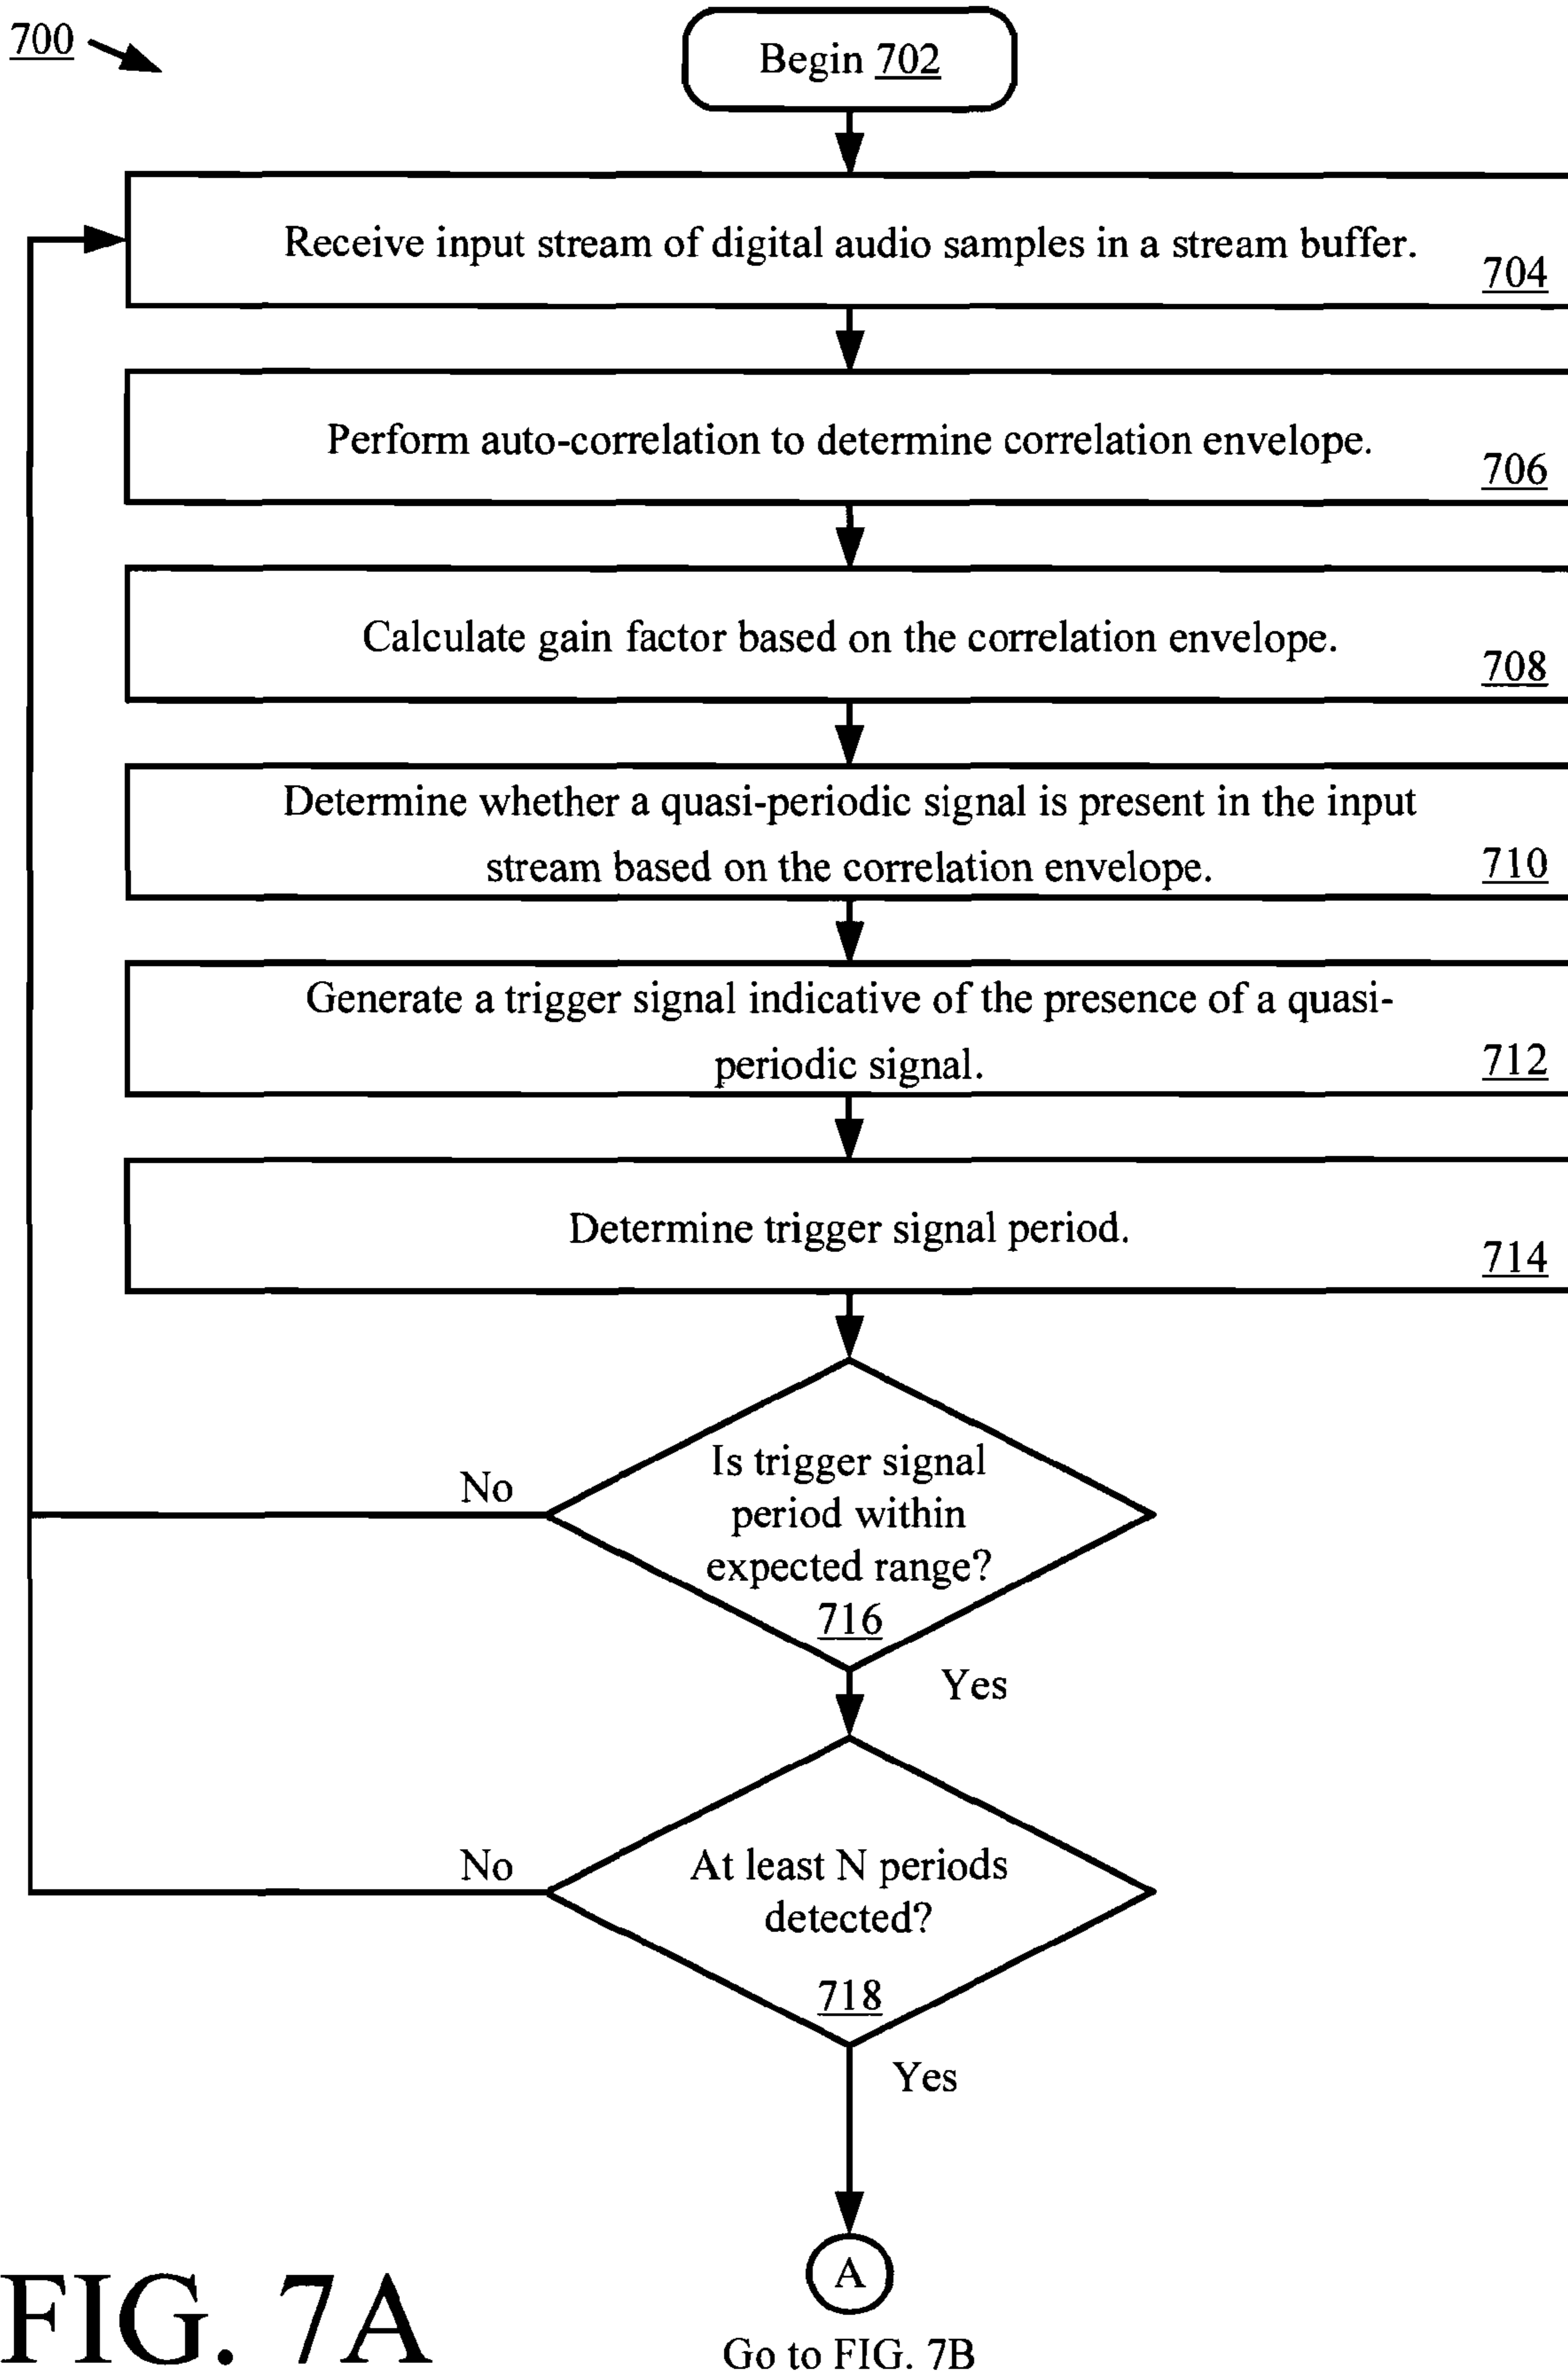 700
Begin 702
Receive input stream of digital audio samples in a stream buffer.
704
Perform auto-correlation to determine correlation envelope.
706
Calculate gain factor based on the correlation envelope.
708
Determine whether a quasi-periodic signal is present in the input
stream based on the correlation envelope.
710
Generate a trigger signal indicative of the presence of a quasi-
periodic signal.
712
Determine trigger signal period.
714
Is trigger signal
period within
expected range?
716
No
Yes
At least N periods
detected?
718
No
Yes
A
Go to FIG. 7B
FIG. 7A